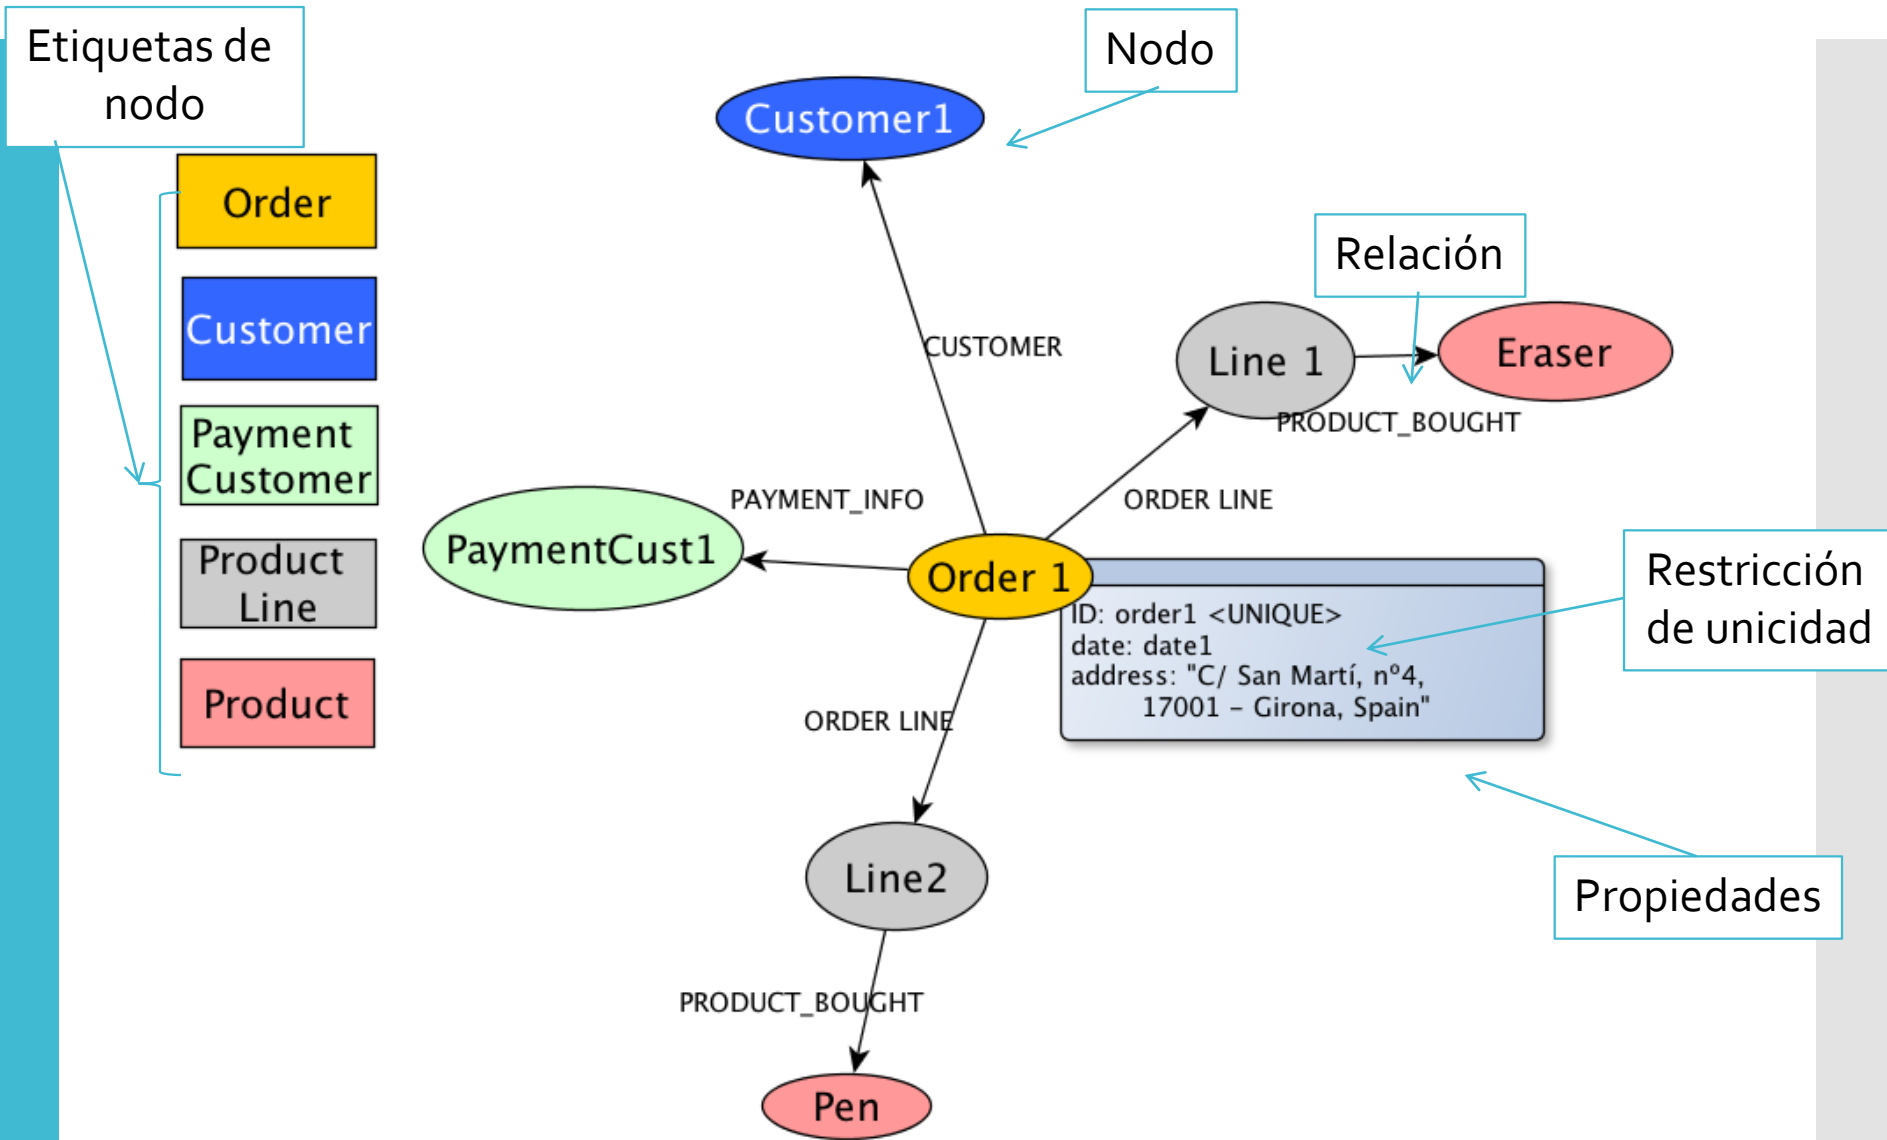 Etiquetas de
nodo
Nodo
Customer1
Order
Customer
Payment
Customer
Product
Line
Product
Relación
CUSTOMER
Line 1
Eraser
PRODUCT_BOUGHT
PAYMENT_INFO
ORDER LINE
PaymentCust1
Order 1
ID: order1 <UNIQUE>
date: date1
address: "C/ San Martí, nº4,
17001 – Girona, Spain"
Restricción
de unicidad
ORDER LINE
Line2
Propiedades
PRODUCT_BOUGHT
Pen